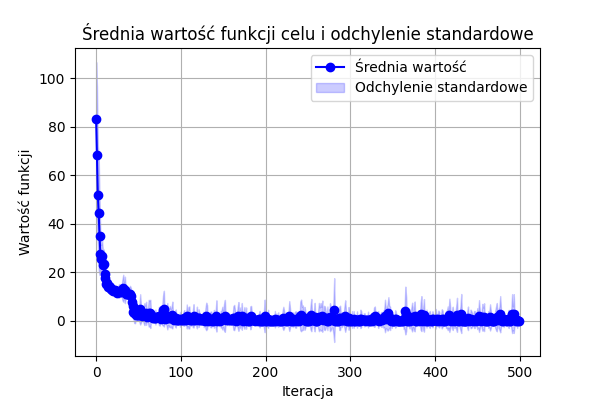 Średnia wartość funkcji celu i odchylenie standardowe
Średnia wartość
Odchylenie standardowe
Wartość funkcji
100
80
60
40
20
0
0 100 200 300 400 500
Iteracja